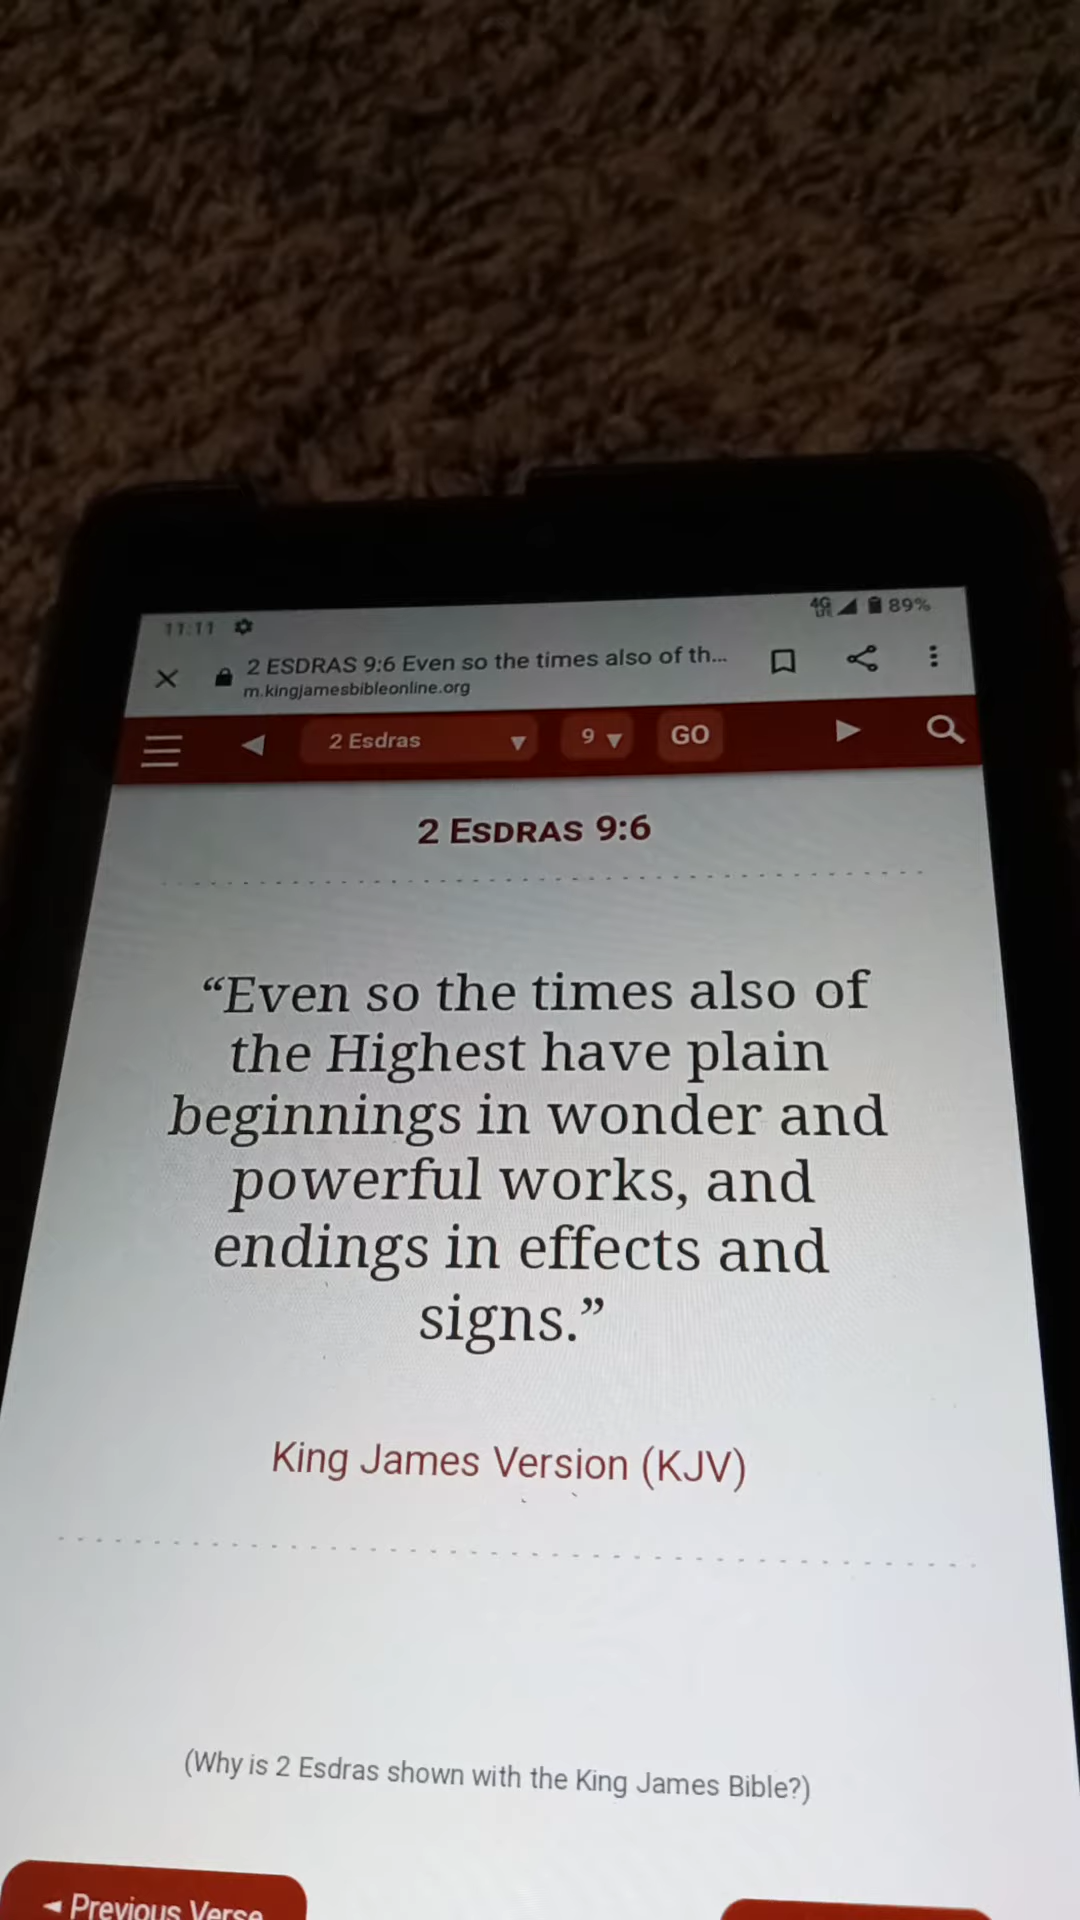 11:11 4G LTE 89%
2 ESDRAS 9:6 Even so the times also of th...
m.kingjamesbibleonline.org
2 Esdras 9 GO
2 ESDRAS 9:6
“Even so the times also of
the Highest have plain
beginnings in wonder and
powerful works, and
endings in effects and
signs.”
King James Version (KJV)
(Why is 2 Esdras shown with the King James Bible?)
Previous Verse